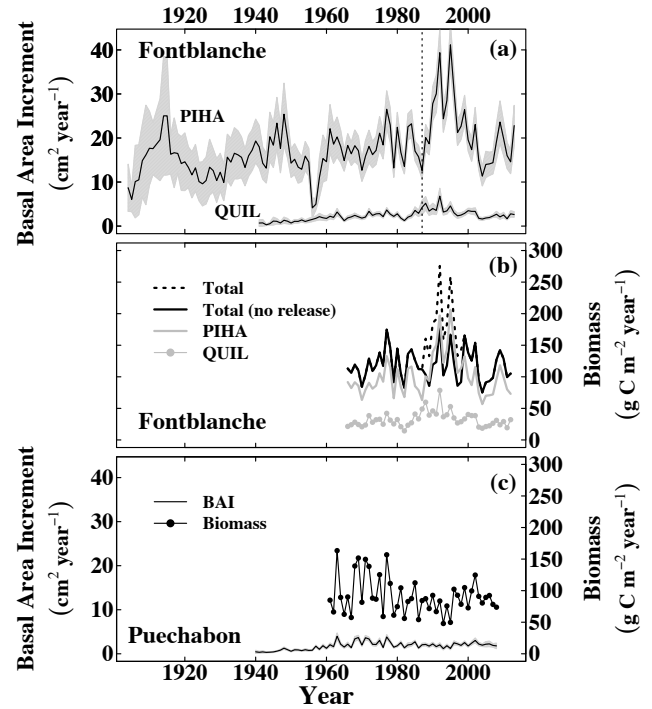 1920 1940 1960 1980 2000
Fontblanche
(a)
PIHA
QUIL
40
30
20
10
0
Basal Area Increment
(cm² year⁻¹)
(b)
Total
Total (no release)
PIHA
QUIL
Fontblanche
300
250
200
150
100
50
0
Biomass
(g C m⁻² year⁻¹)
(c)
BAI
Biomass
Puechabon
40
30
20
10
0
Basal Area Increment
(cm² year⁻¹)
300
250
200
150
100
50
0
Biomass
(g C m⁻² year⁻¹)
1920 1940 1960 1980 2000
Year